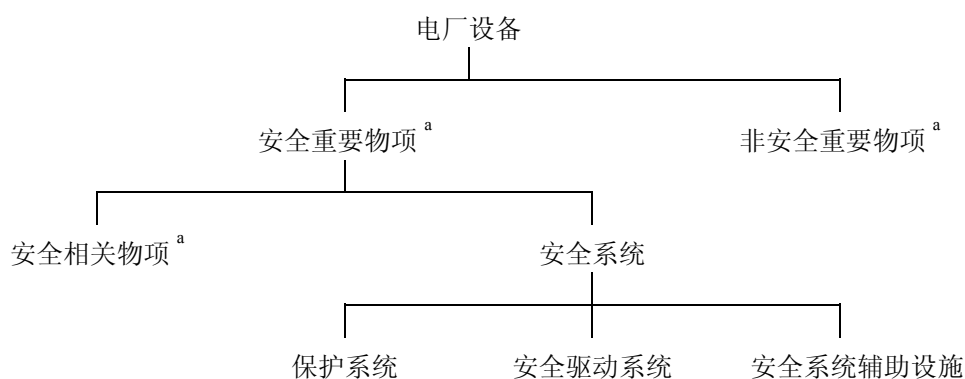 电厂设备
安全重要物项 a
非安全重要物项 a
安全相关物项 a
安全系统
保护系统
安全驱动系统
安全系统辅助设施